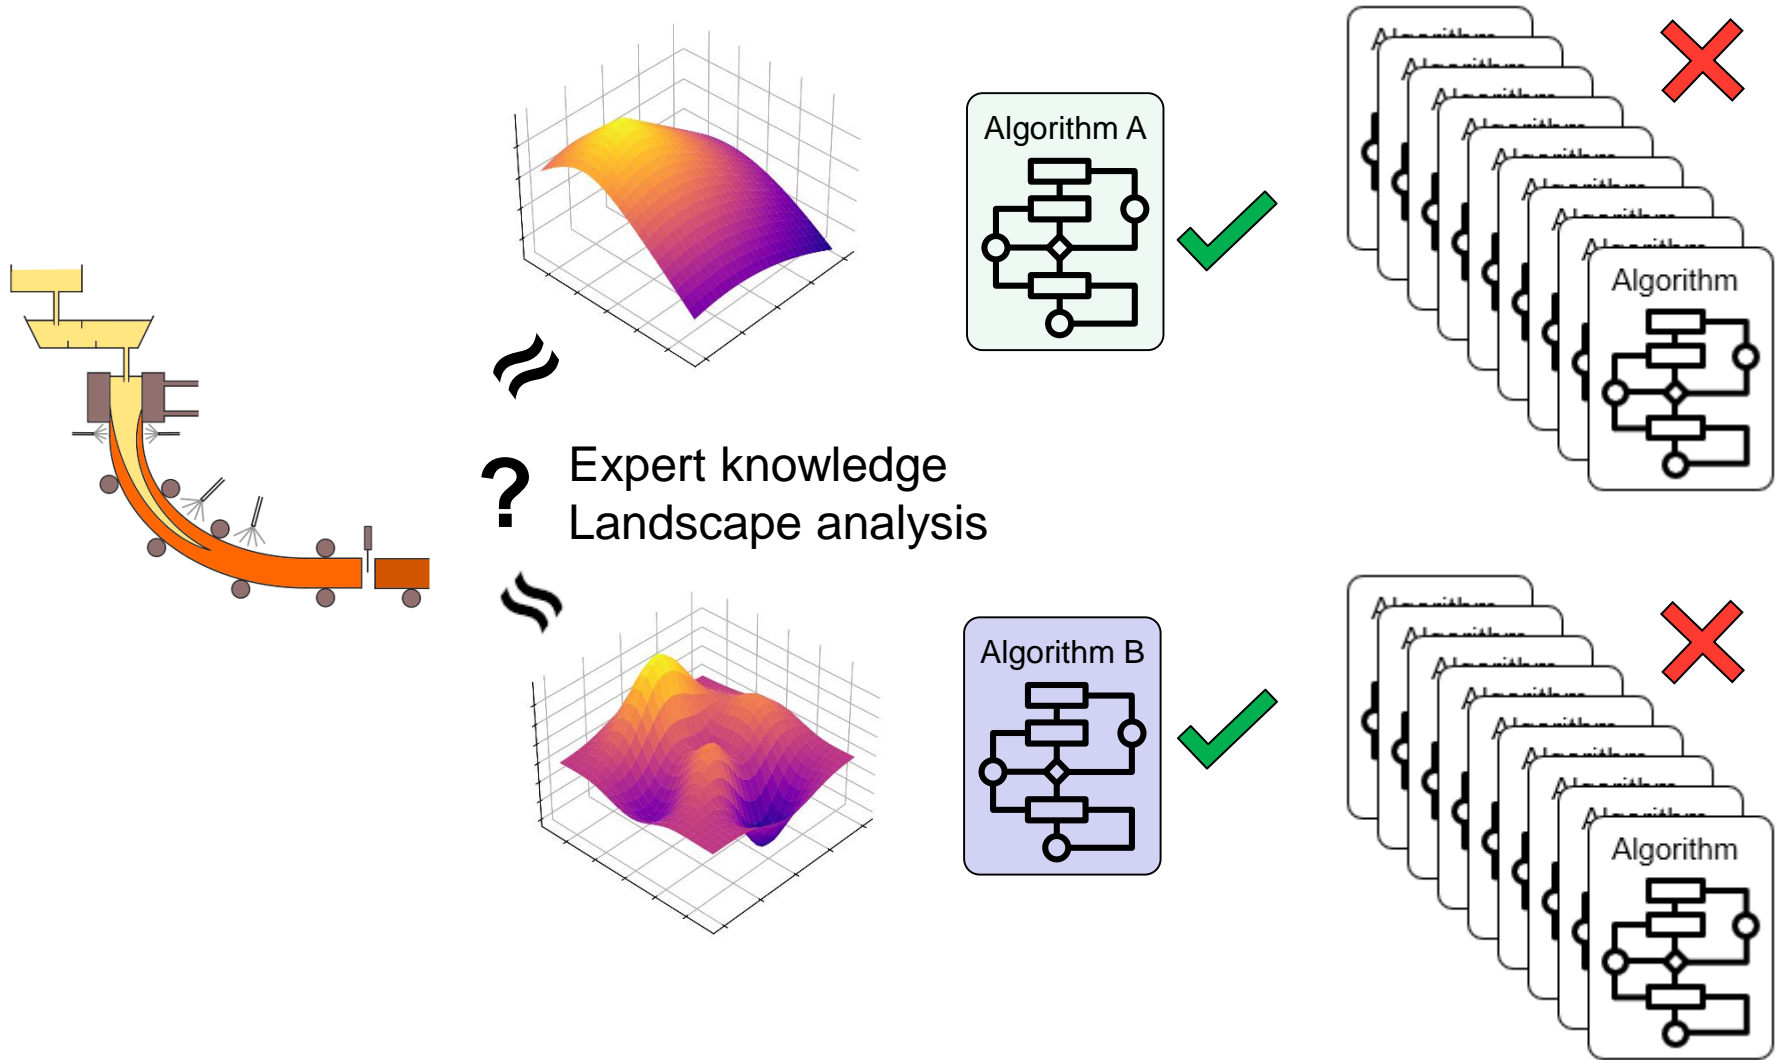 Algorithm A
Algorithm
?
Expert knowledge
Landscape analysis
Algorithm B
Algorithm